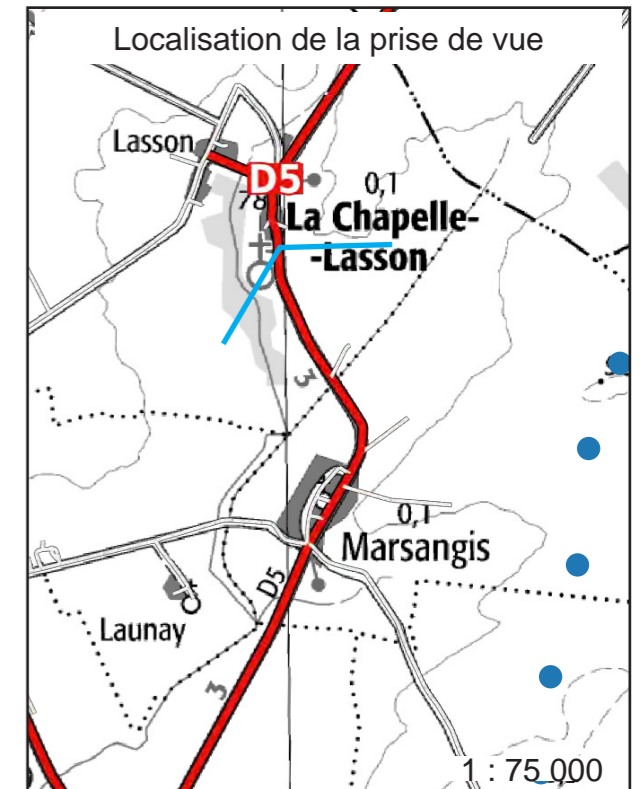 Localisation de la prise de vue
Lasson
D5
0,1
78
La Chapelle-
-Lasson
3
0,1
Marsangis
D5
Launay
3
1 : 75 000